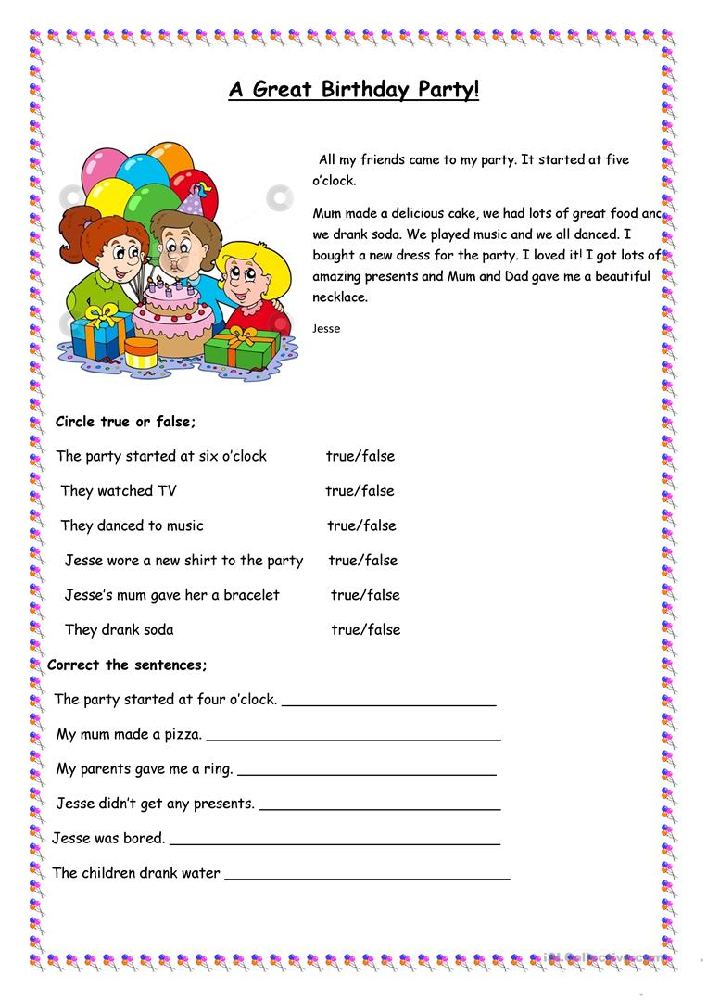 A Great Birthday Party!
All my friends came to my party. It started at five
o'clock.
Mum made a delicious cake, we had lots of great food and
we drank soda. We played music and we all danced. I
bought a new dress for the party. I loved it! I got lots of
amazing presents and Mum and Dad gave me a beautiful
necklace.
Jesse
Circle true or false;
The party started at six o'clock true/false
They watched TV true/false
They danced to music true/false
Jesse wore a new shirt to the party true/false
Jesse's mum gave her a bracelet true/false
They drank soda true/false
Correct the sentences;
The party started at four o'clock. ____________________________
My mum made a pizza. ____________________________
My parents gave me a ring. ____________________________
Jesse didn't get any presents. ____________________________
Jesse was bored. ____________________________
The children drank water ____________________________
iSLCollective.com